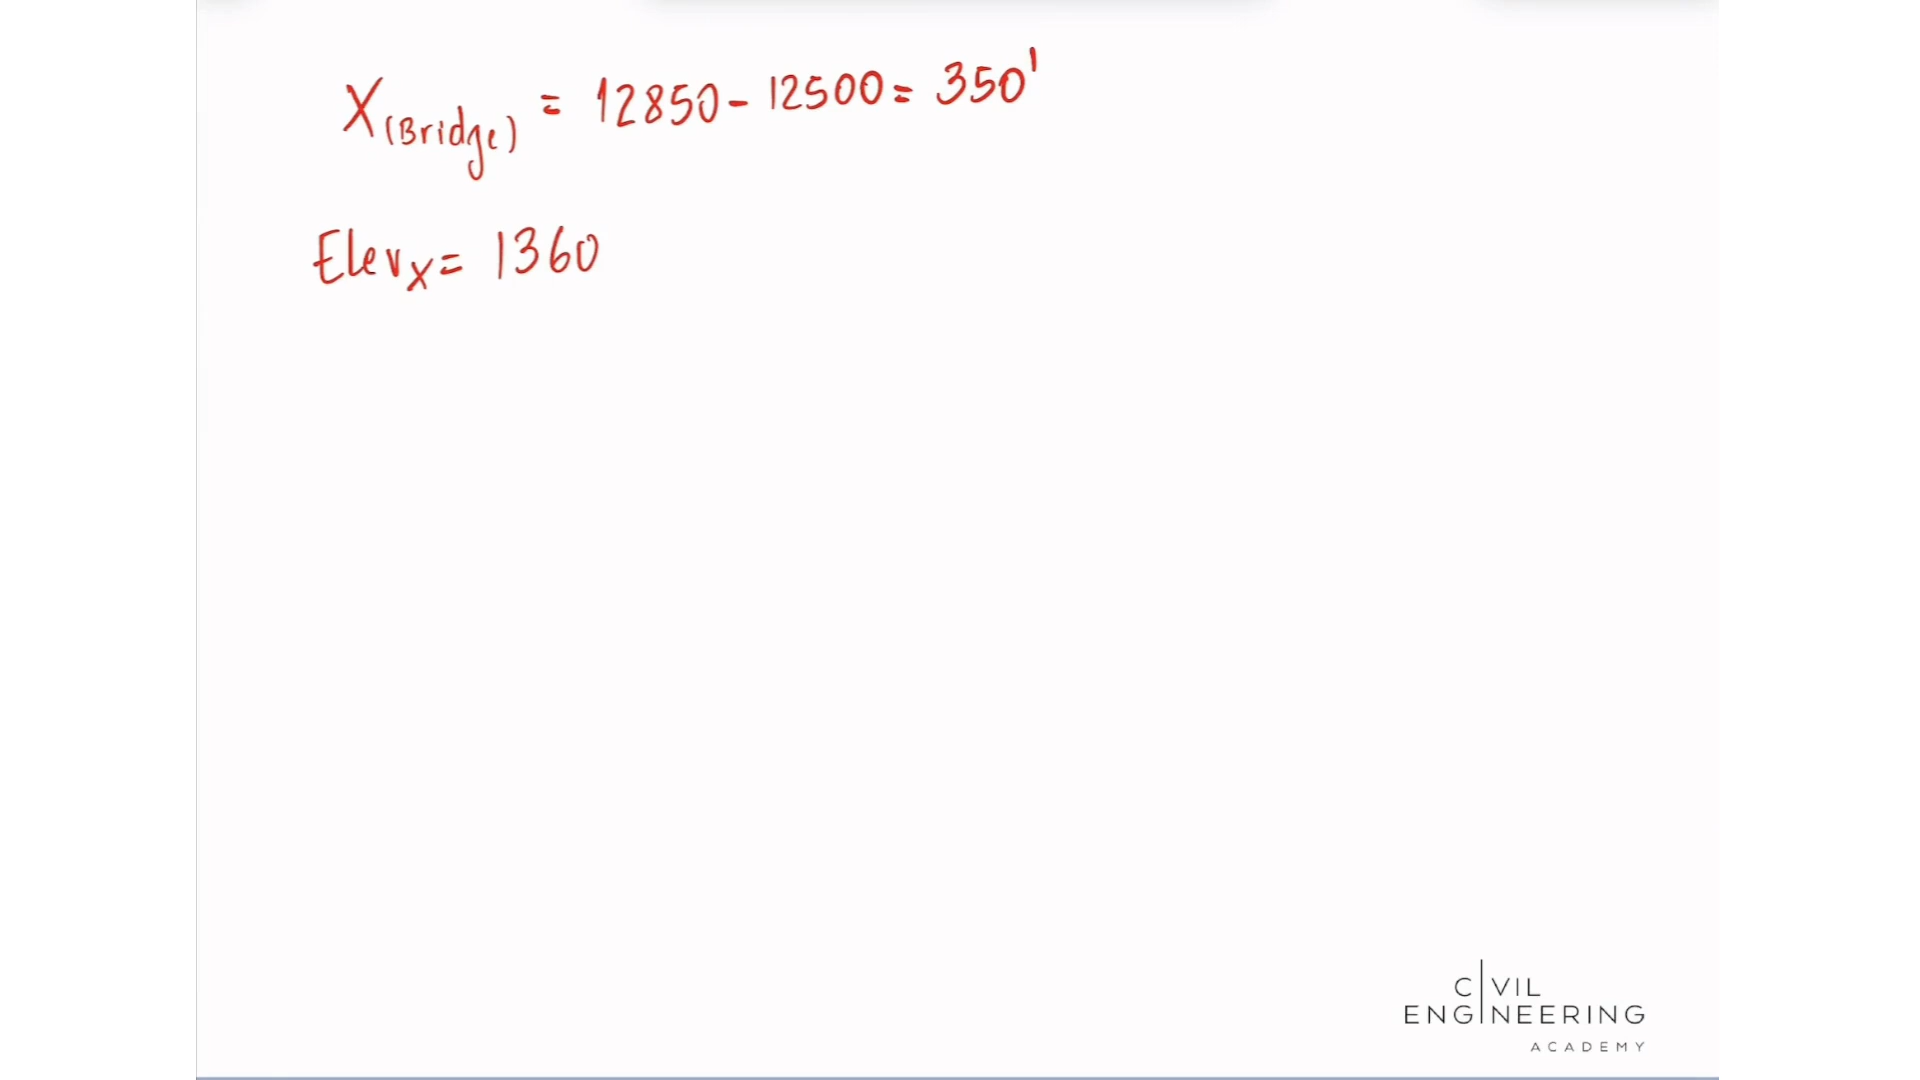 X(Bridge) = 12850 - 12500 = 350'
Elevx = 1360
CIVIL
ENGINEERING
ACADEMY